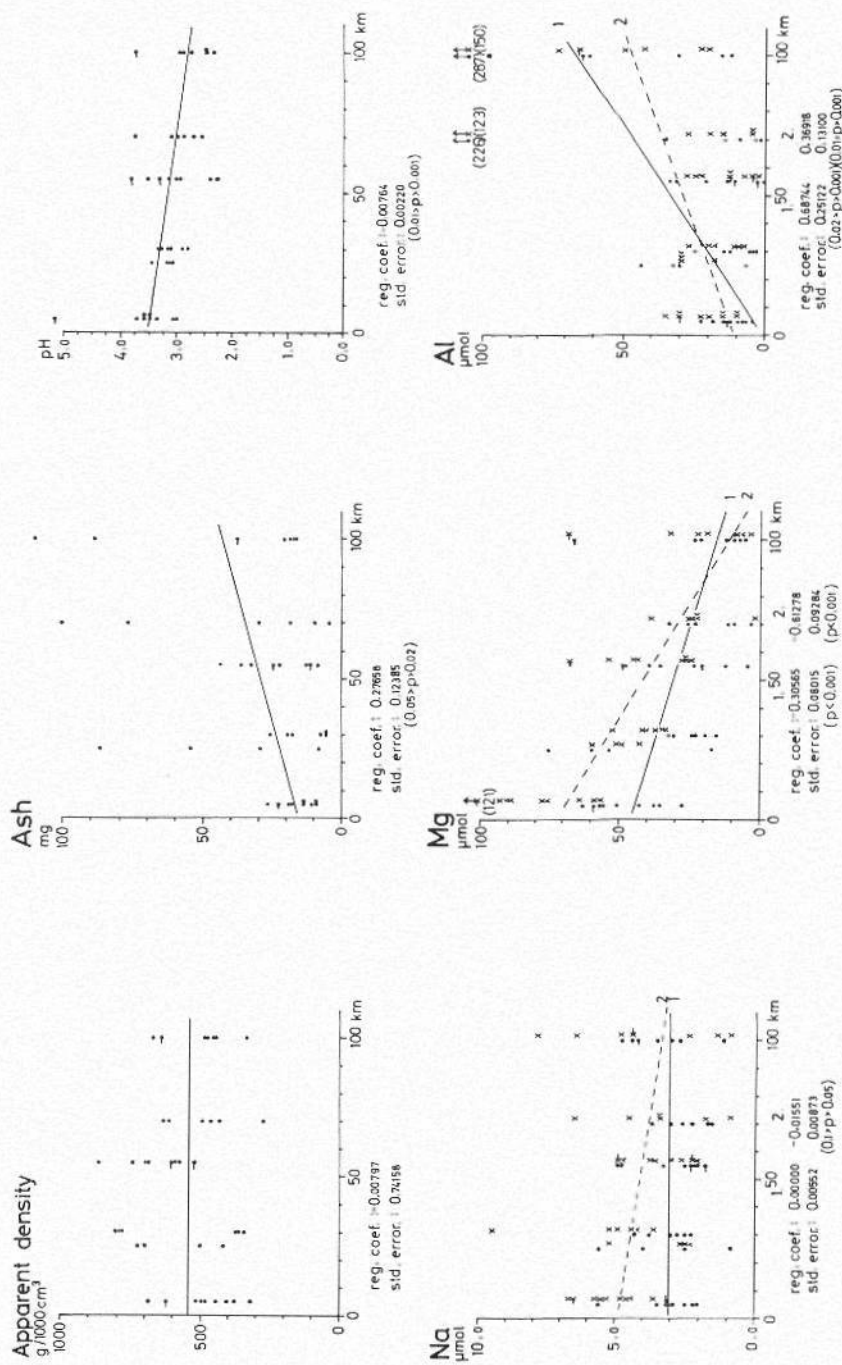 Apparent density
g/1000cm³
1000
500
0
0
50
100 km
reg. coef.: -0.00797
std. error: 0.74158
Ash
mg
100
50
0
0
50
100 km
reg. coef.: 0.27658
std. error: 0.12385
(0.05>p>0.02)
pH
5.0
4.0
3.0
2.0
1.0
0.0
0
50
100 km
reg. coef.: -0.00764
std. error: 0.00220
(0.01>p>0.001)
Na
µmol
10.0
5.0
0
0
50
100 km
2
1
1. 2.
reg. coef.: 0.00000 -0.01551
std. error: 0.00552 0.00873
(0.1>p>0.05)
Mg
µmol
100
50
0
0
50
100 km
(121)
1
2
1. 2.
reg. coef.: -0.30565 -0.61278
std. error: 0.08015 0.09284
(p<0.001) (p<0.001)
Al
µmol
100
50
0
0
50
100 km
(226)(123)
(287)(150)
1
2
1. 2.
reg. coef.: 0.68744 0.36918
std. error: 0.25122 0.13100
(0.02>p>0.001)(0.01>p>0.001)